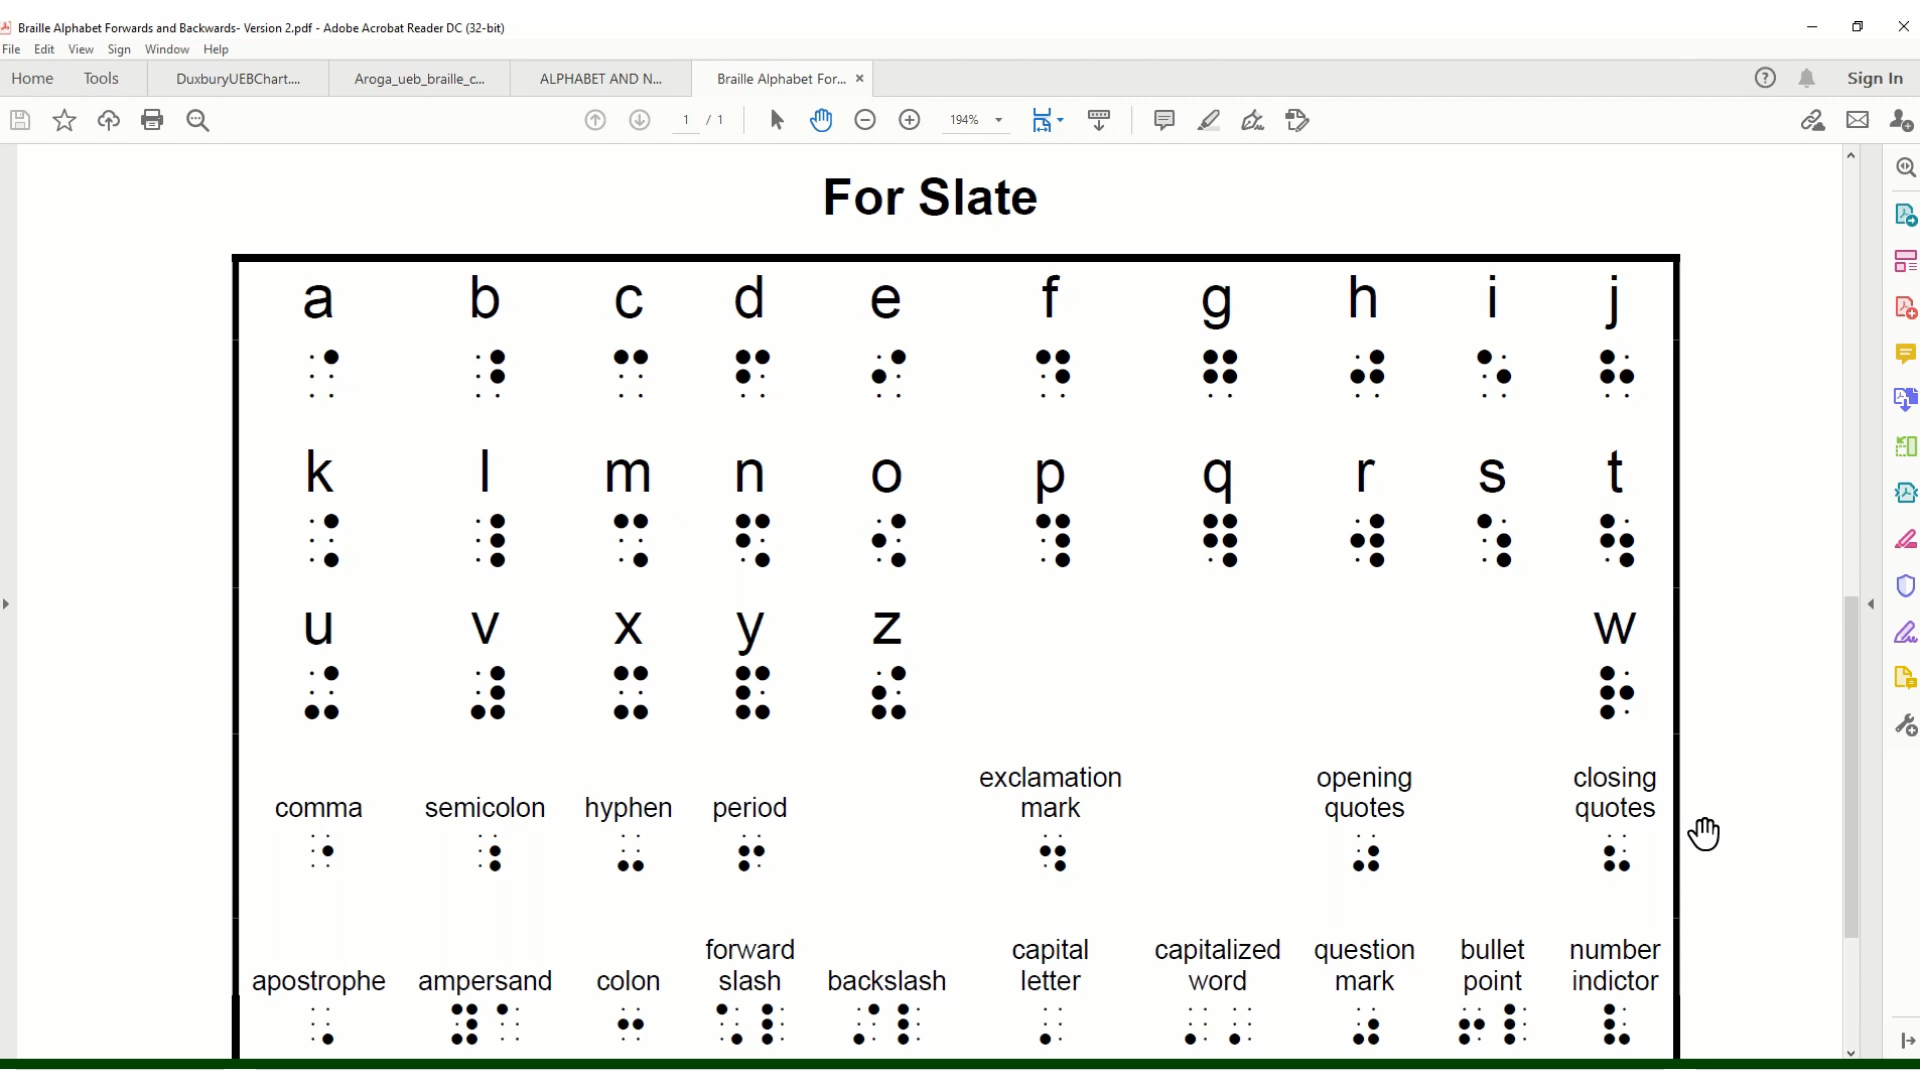 Braille Alphabet Forwards and Backwards- Version 2.pdf - Adobe Acrobat Reader DC (32-bit)
File Edit View Sign Window Help
Home Tools DuxburyUEBChart.... Aroga_ueb_braille_c... ALPHABET AND N... Braille Alphabet For... × Sign In
1 / 1 194%
For Slate
a b c d e f g h i j
⠈ ⠘ ⠉ ⠋ ⠊ ⠙ ⠛ ⠚ ⠑ ⠓
k l m n o p q r s t
⠨ ⠸ ⠩ ⠫ ⠪ ⠹ ⠻ ⠺ ⠱ ⠳
u v x y z w
⠬ ⠼ ⠭ ⠯ ⠮ ⠗
comma semicolon hyphen period exclamation mark opening quotes closing quotes
⠐ ⠰ ⠤ ⠖ ⠲ ⠴ ⠦
apostrophe ampersand colon forward slash backslash capital letter capitalized word question mark bullet point number indictor
⠠ ⠽⠁ ⠒ ⠡⠇ ⠌⠇ ⠄ ⠄⠄ ⠴ ⠖⠇ ⠧